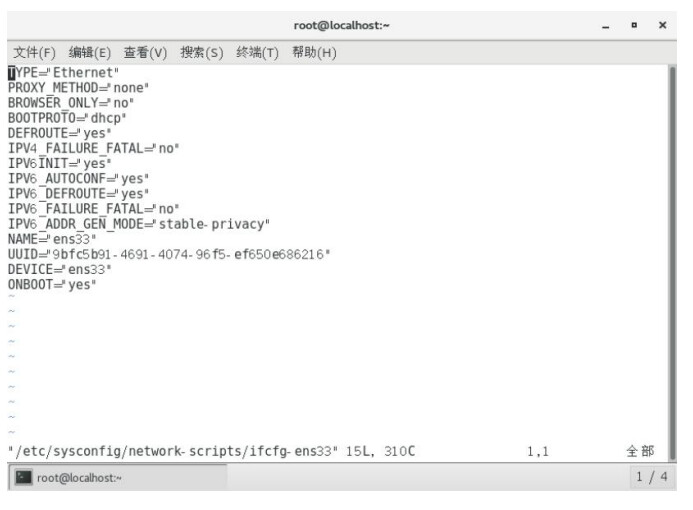 root@localhost:~
文件(F) 编辑(E) 查看(V) 搜索(S) 终端(T) 帮助(H)
TYPE="Ethernet"
PROXY_METHOD="none"
BROWSER_ONLY="no"
BOOTPROTO="dhcp"
DEFROUTE="yes"
IPV4_FAILURE_FATAL="no"
IPV6INIT="yes"
IPV6_AUTOCONF="yes"
IPV6_DEFROUTE="yes"
IPV6_FAILURE_FATAL="no"
IPV6_ADDR_GEN_MODE="stable-privacy"
NAME="ens33"
UUID="9bfc5b91-4691-4074-96f5-ef650e686216"
DEVICE="ens33"
ONBOOT="yes"
~
~
~
~
~
~
~
~
~
~
"/etc/sysconfig/network-scripts/ifcfg-ens33" 15L, 310C 1,1 全部
root@localhost:~ 1 / 4